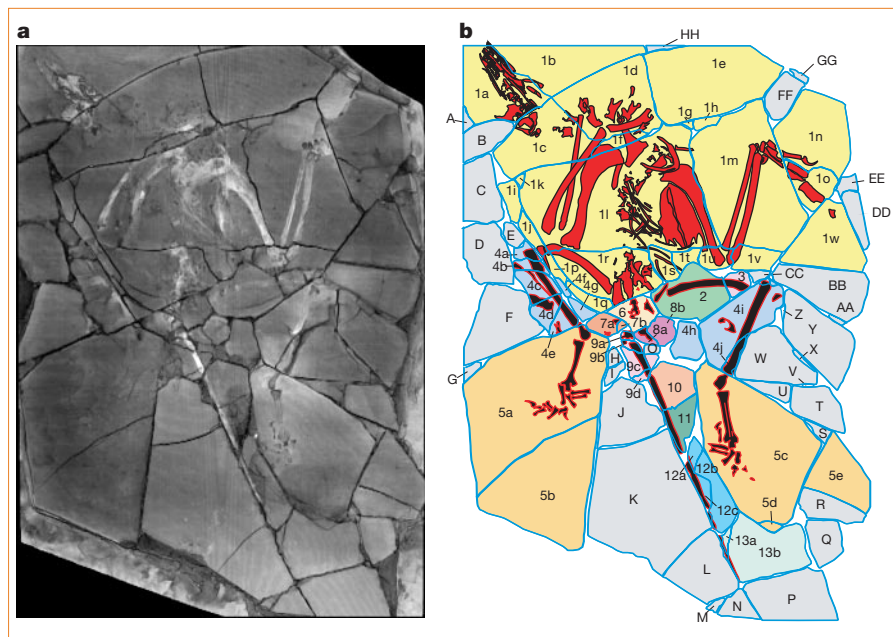 a
b
HH
GG
1b
1e
1d
1a
FF
A
1g
1h
B
1c
1f
1n
1m
C
1k
1i
1o
EE
DD
1l
1j
E
1w
D
4a
1r
1t
1u
1v
4b
1p
1s
CC
4c
4f
3
BB
4g
2
1q
6
8b
4i
AA
F
4d
7a
7b
Z
9a
8a
4h
Y
4e
O
9b
H
4j
W
X
G
I
9c
V
9d
10
U
5a
J
11
T
S
12a
12b
5c
5e
5b
K
12c
5d
R
13a
Q
13b
L
M
N
P